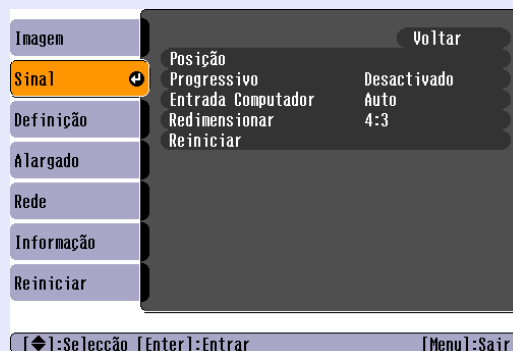 Imagem
Sinal
Definição
Alargado
Rede
Informação
Reiniciar
Voltar
Posição
Progressivo Desactivado
Entrada Computador Auto
Redimensionar 4:3
Reiniciar
[◆]:Selecção [Enter]:Entrar [Menu]:Sair